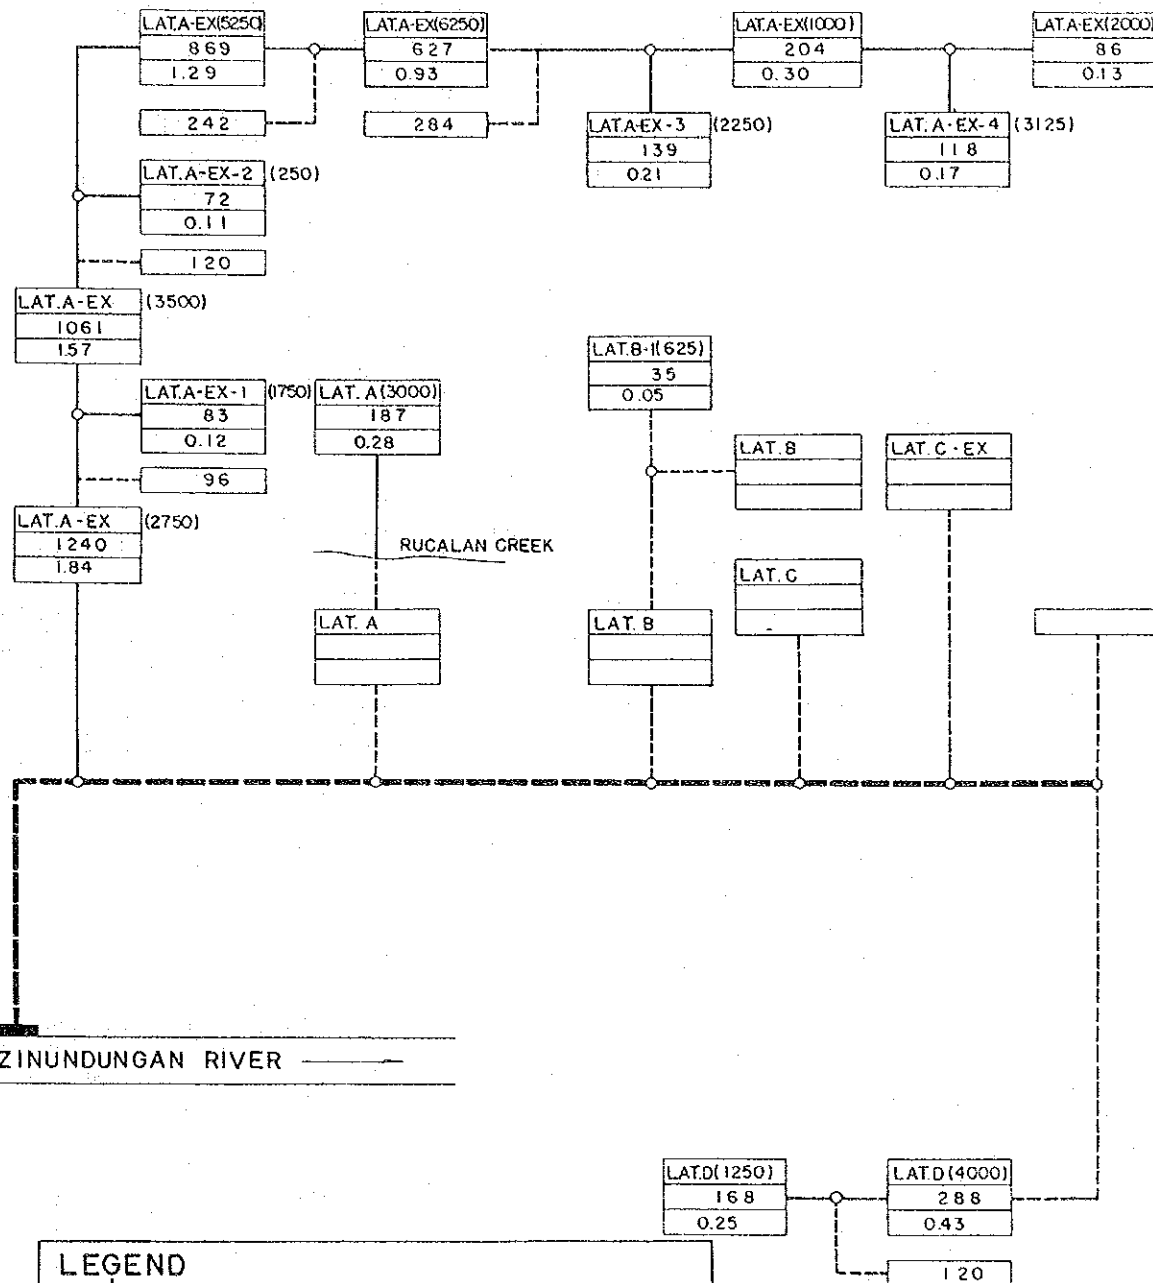 LAT.A-EX(5250)
869
1.29
LAT.A-EX(6250)
627
0.93
LAT.A-EX(1000)
204
0.30
LAT.A-EX(2000)
86
0.13
242
284
LAT.A-EX-3 (2250)
139
0.21
LAT.A-EX-4 (3125)
118
0.17
LAT.A-EX-2 (250)
72
0.11
120
LAT.A-EX (3500)
1061
1.57
LAT.B-1(625)
35
0.05
LAT.A-EX-1 (1750)
83
0.12
LAT. A(3000)
187
0.28
96
LAT.B
LAT. C-EX
LAT.A-EX (2750)
1240
1.84
RUCALAN CREEK
LAT.C
LAT. A
LAT. B
ZINUNDUNGAN RIVER
LAT.D(1250)
168
0.25
LAT.D(4000)
288
0.43
120
LEGEND